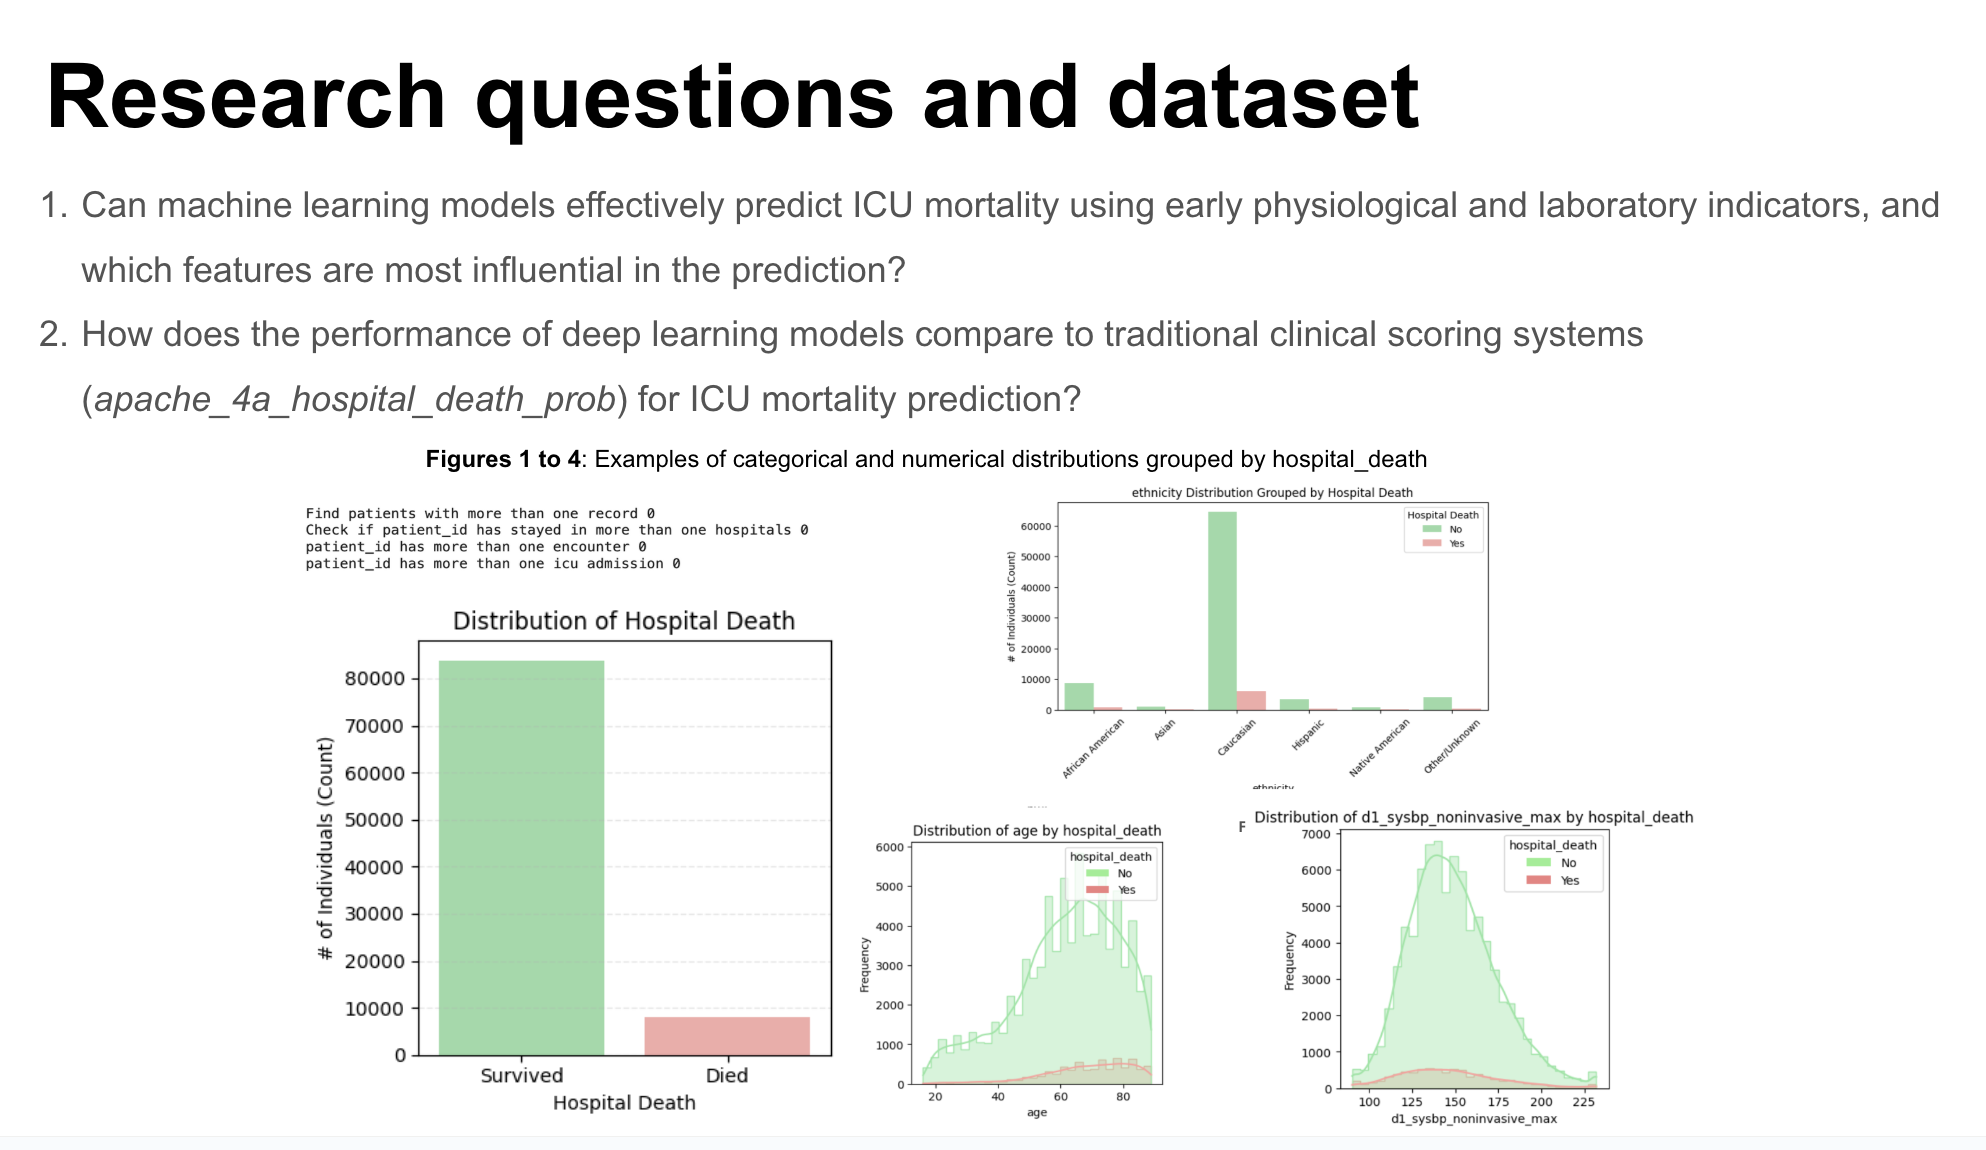 Research questions and dataset
1. Can machine learning models effectively predict ICU mortality using early physiological and laboratory indicators, and
which features are most influential in the prediction?
2. How does the performance of deep learning models compare to traditional clinical scoring systems
(apache_4a_hospital_death_prob) for ICU mortality prediction?
Figures 1 to 4: Examples of categorical and numerical distributions grouped by hospital_death
Find patients with more than one record 0
Check if patient_id has stayed in more than one hospitals 0
patient_id has more than one encounter 0
patient_id has more than one icu admission 0
Distribution of Hospital Death
# of Individuals (Count)
80000
70000
60000
50000
40000
30000
20000
10000
0
Survived Died
Hospital Death
ethnicity Distribution Grouped by Hospital Death
# of Individuals (Count)
60000
50000
40000
30000
20000
10000
0
Hospital Death
No
Yes
African American
Asian
Caucasian
Hispanic
Native American
Other/Unknown
ethnicity
Distribution of age by hospital_death
Frequency
6000
5000
4000
3000
2000
1000
0
hospital_death
No
Yes
20 40 60 80
age
F
Distribution of d1_sysbp_noninvasive_max by hospital_death
Frequency
7000
6000
5000
4000
3000
2000
1000
0
hospital_death
No
Yes
100 125 150 175 200 225
d1_sysbp_noninvasive_max